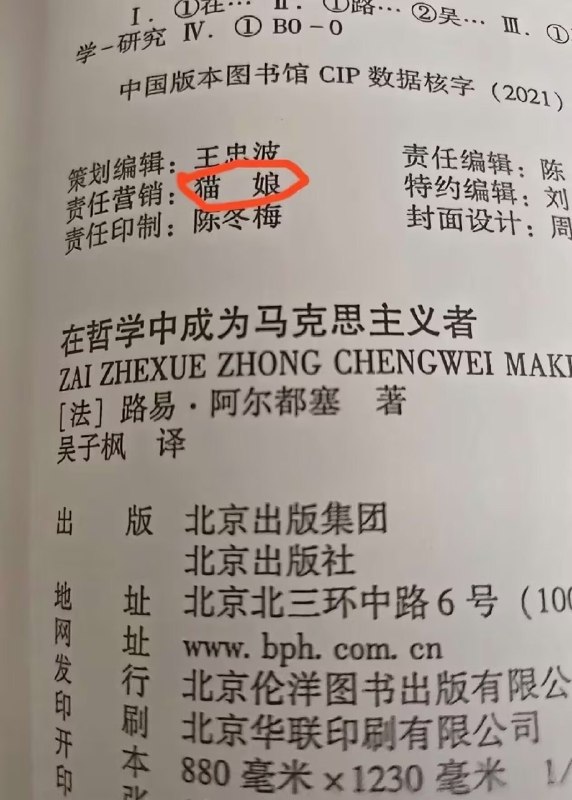 Ⅰ. ①在… Ⅱ. ①路… ②吴… Ⅲ. ①
学-研究 Ⅳ. ① B0-0
中国版本图书馆 CIP 数据核字 (2021)
策划编辑：王忠波 责任编辑：陈
责任营销：猫 娘 特约编辑：刘
责任印制：陈冬梅 封面设计：周
在哲学中成为马克思主义者
ZAI ZHEXUE ZHONG CHENGWEI MAK
[法] 路易·阿尔都塞 著
吴子枫 译
出 版 北京出版集团
北京出版社
地 址 北京北三环中路 6 号 (100
网 址 www.bph.com.cn
发 行 北京伦洋图书出版有限公
印 刷 北京华联印刷有限公司
开 本 880 毫米×1230 毫米 1/
印 张